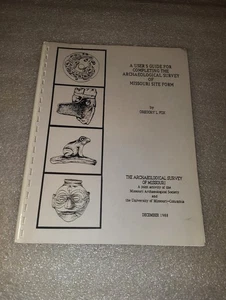 A USER'S GUIDE FOR
COMPLETING THE
ARCHAEOLOGICAL SURVEY
OF
MISSOURI SITE FORM
by
GREGORY L. FOX
THE ARCHAEOLOGICAL SURVEY
OF MISSOURI
a joint activity of the
Missouri Archaeological Society
and
the University of Missouri-Columbia
DECEMBER 1988